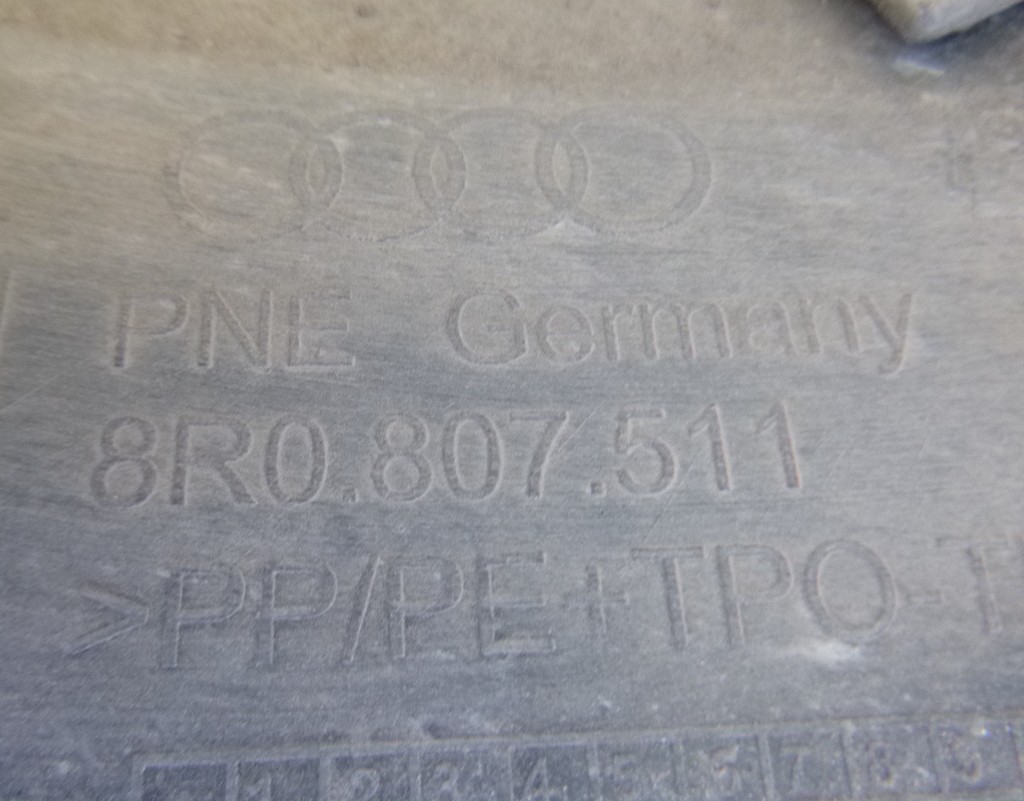 PNE Germany
8R0.807.511
>PP/PE+TPO-T
1 2 3 4 5 6 7 8 9